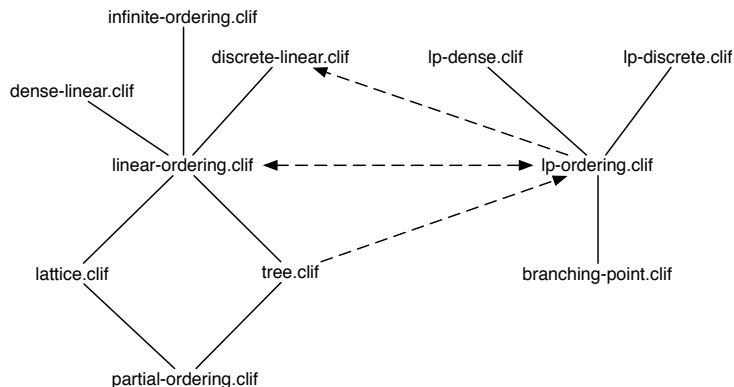 infinite-ordering.clif
discrete-linear.clif
lp-dense.clif
lp-discrete.clif
dense-linear.clif
linear-ordering.clif
lp-ordering.clif
lattice.clif
tree.clif
branching-point.clif
partial-ordering.clif